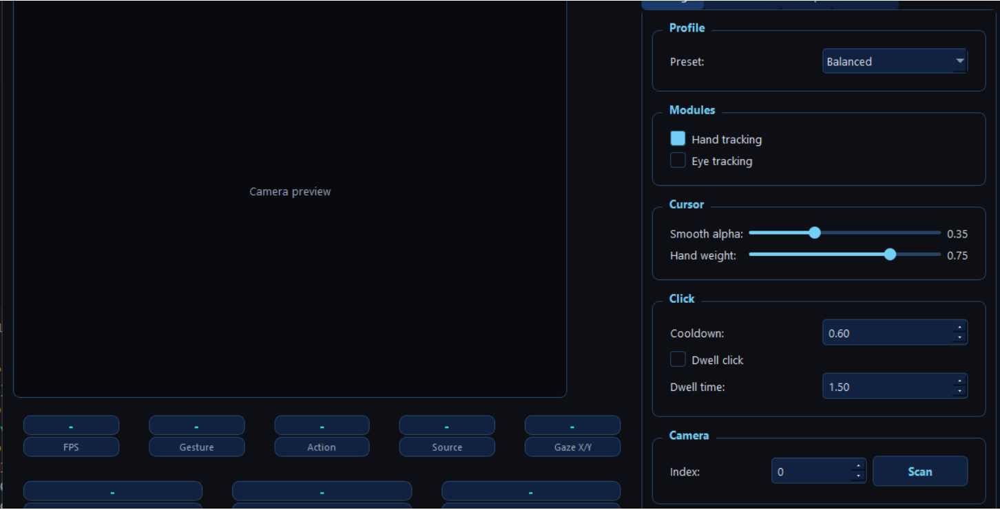 Camera preview
-
-
-
-
-
FPS
Gesture
Action
Source
Gaze X/Y
-
-
-
Profile
Preset:
Balanced
Modules
Hand tracking
Eye tracking
Cursor
Smooth alpha:
0.35
Hand weight:
0.75
Click
Cooldown:
0.60
Dwell click
Dwell time:
1.50
Camera
Index:
0
Scan